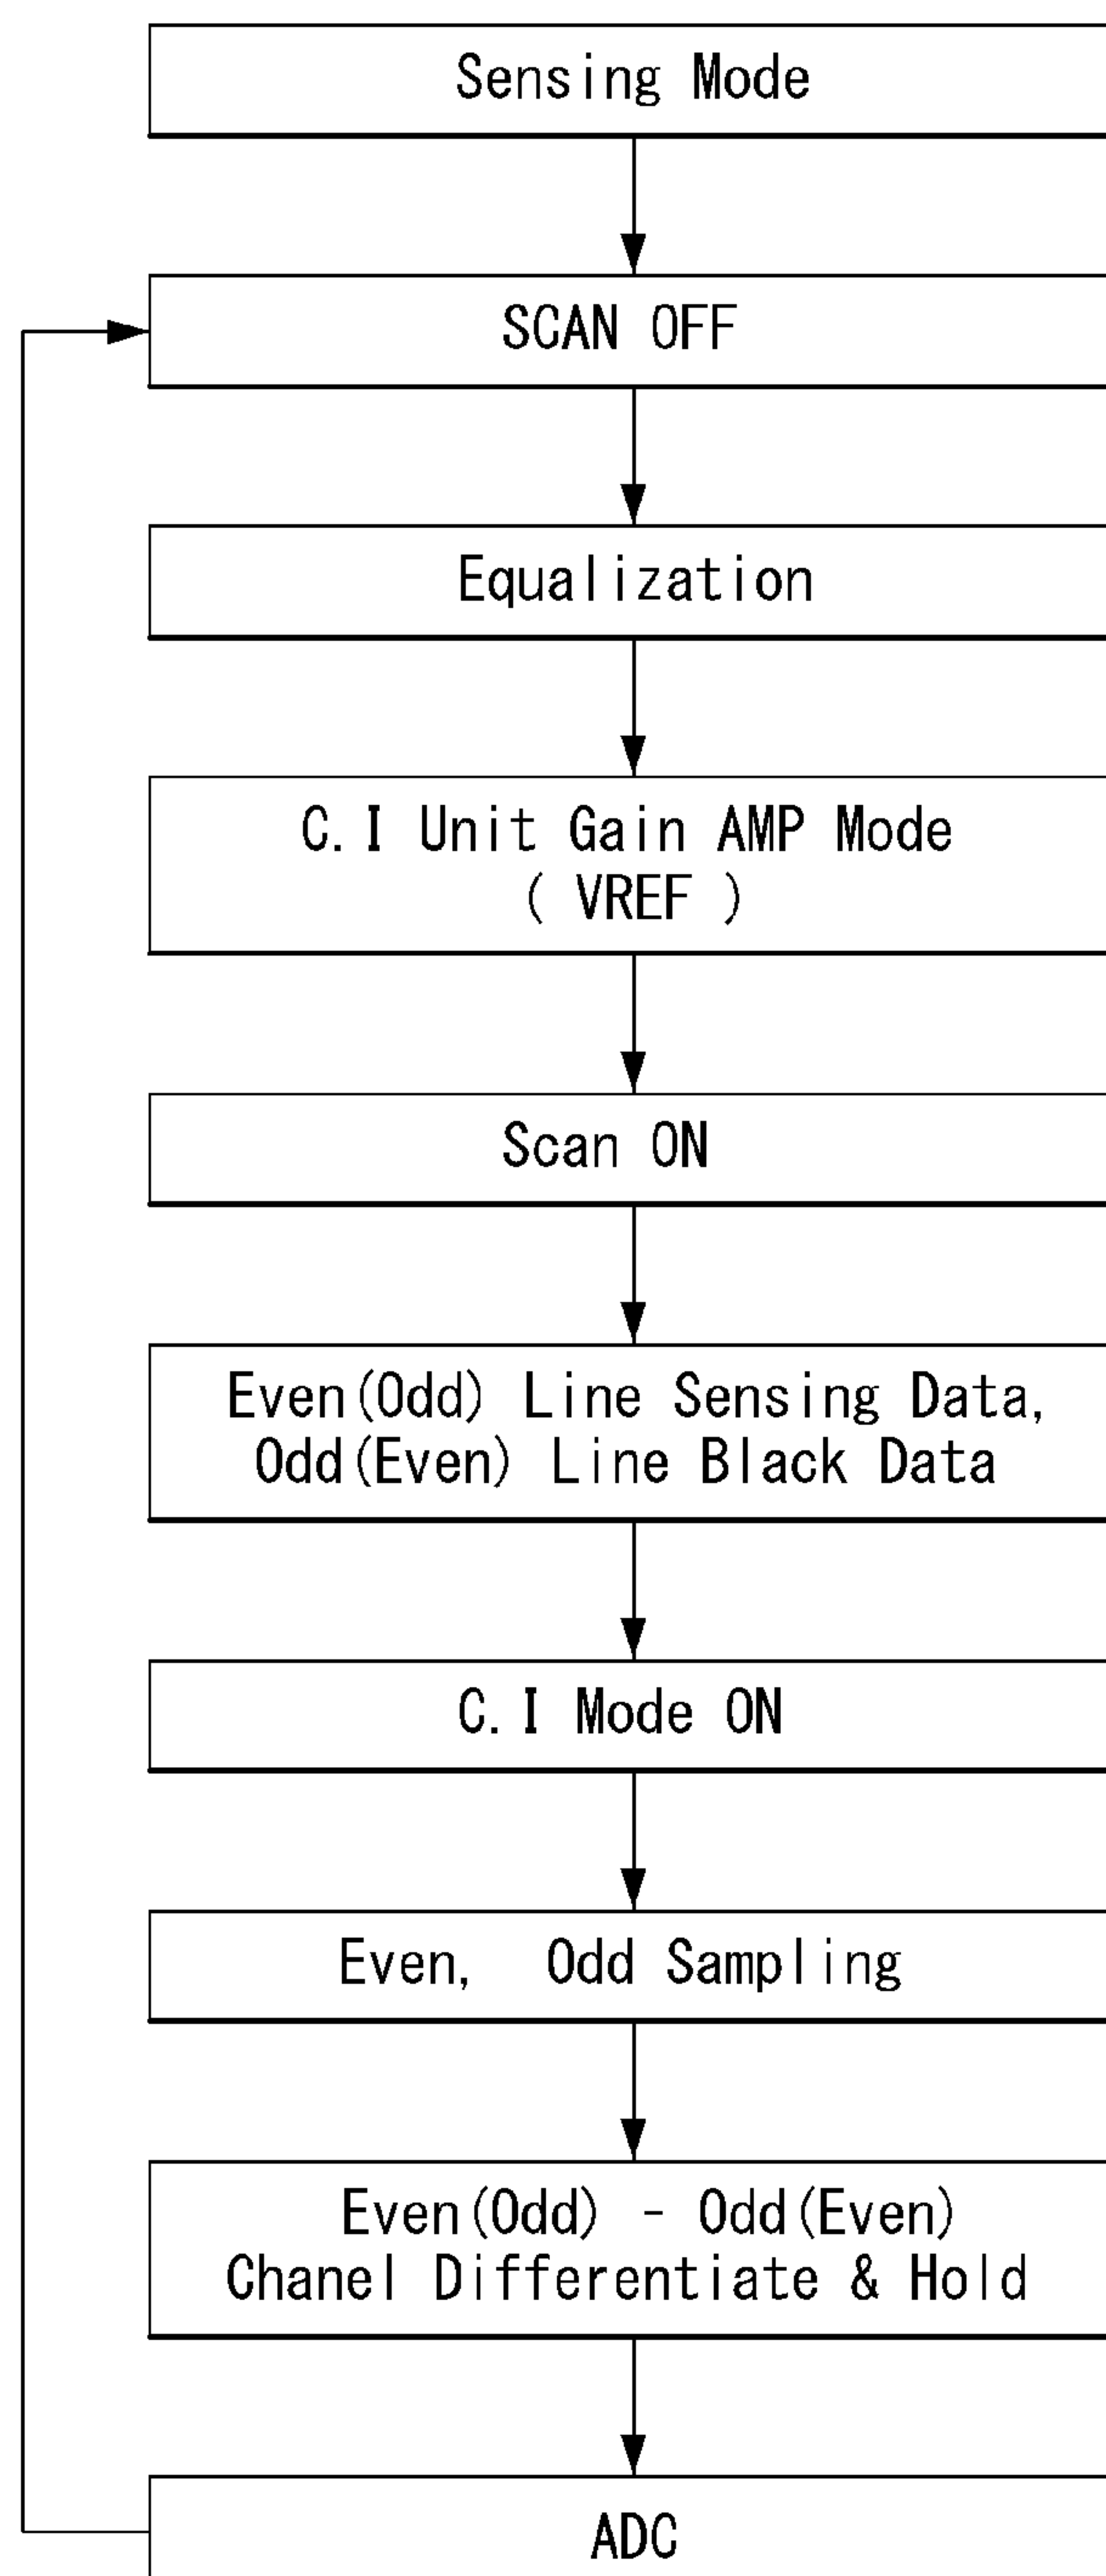 Sensing Mode
SCAN OFF
Equalization
C.I Unit Gain AMP Mode
( VREF )
Scan ON
Even(Odd) Line Sensing Data,
Odd(Even) Line Black Data
C.I Mode ON
Even, Odd Sampling
Even(Odd) - Odd(Even)
Chanel Differentiate & Hold
ADC